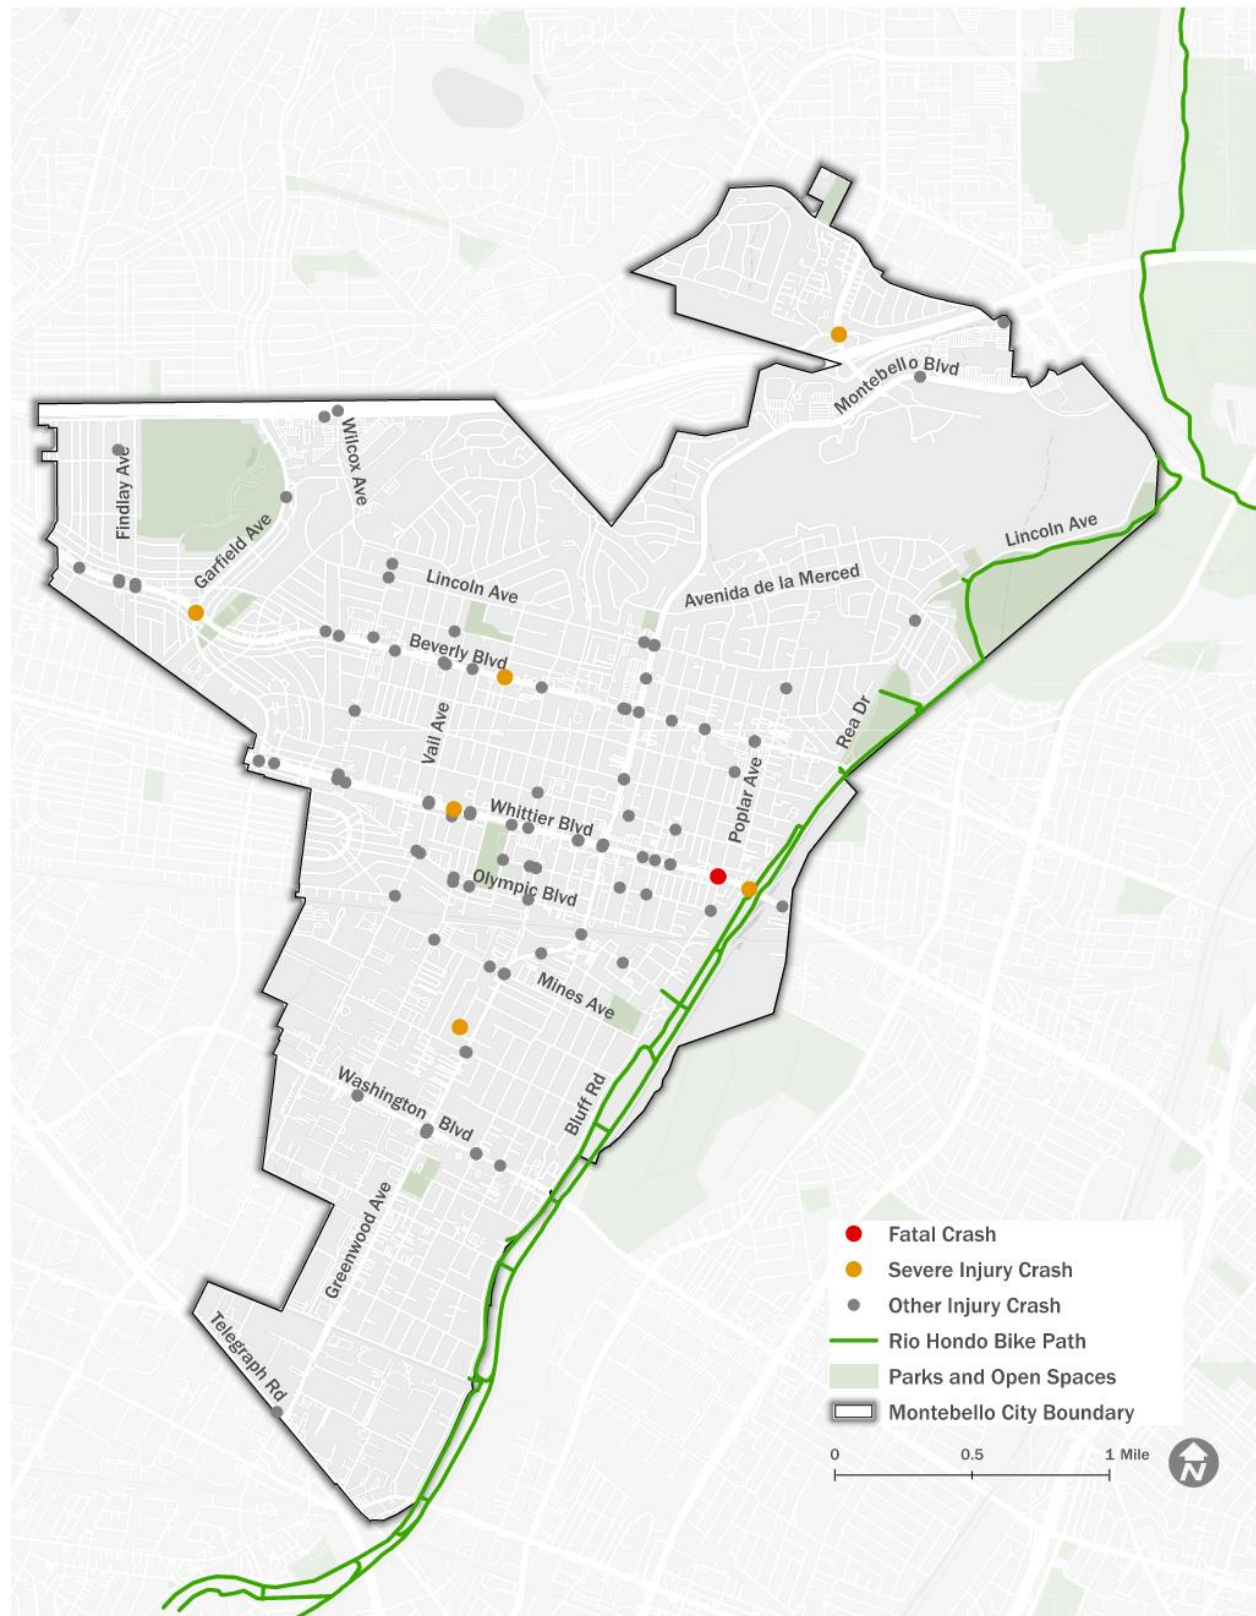 Montebello Blvd
Wilcox Ave
Findlay Ave
Garfield Ave
Lincoln Ave
Lincoln Ave
Avenida de la Merced
Beverly Blvd
Vail Ave
Rea Dr
Poplar Ave
Whittier Blvd
Olympic Blvd
Mines Ave
Washington Blvd
Bluff Rd
Greenwood Ave
Telegraph Rd
Fatal Crash
Severe Injury Crash
Other Injury Crash
Rio Hondo Bike Path
Parks and Open Spaces
Montebello City Boundary
0 0.5 1 Mile
N